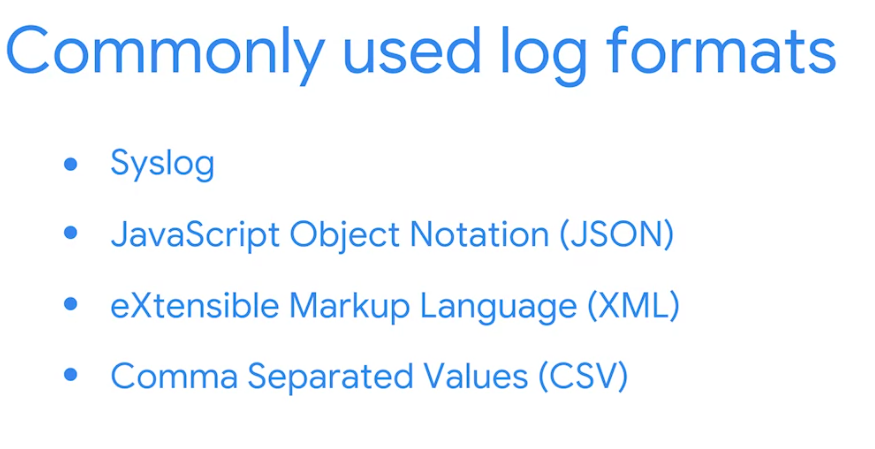 Commonly used log formats
• Syslog
• JavaScript Object Notation (JSON)
• eXtensible Markup Language (XML)
• Comma Separated Values (CSV)